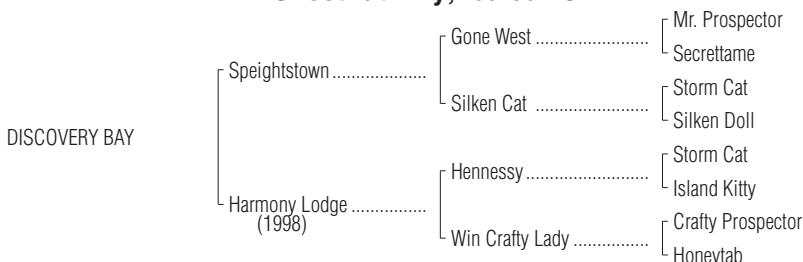 Mr. Prospector
Gone West
Secrettame
Speightstown
Storm Cat
Silken Cat
Silken Doll
DISCOVERY BAY
Storm Cat
Hennessy
Island Kitty
Harmony Lodge
(1998)
Crafty Prospector
Win Crafty Lady
Honeytab